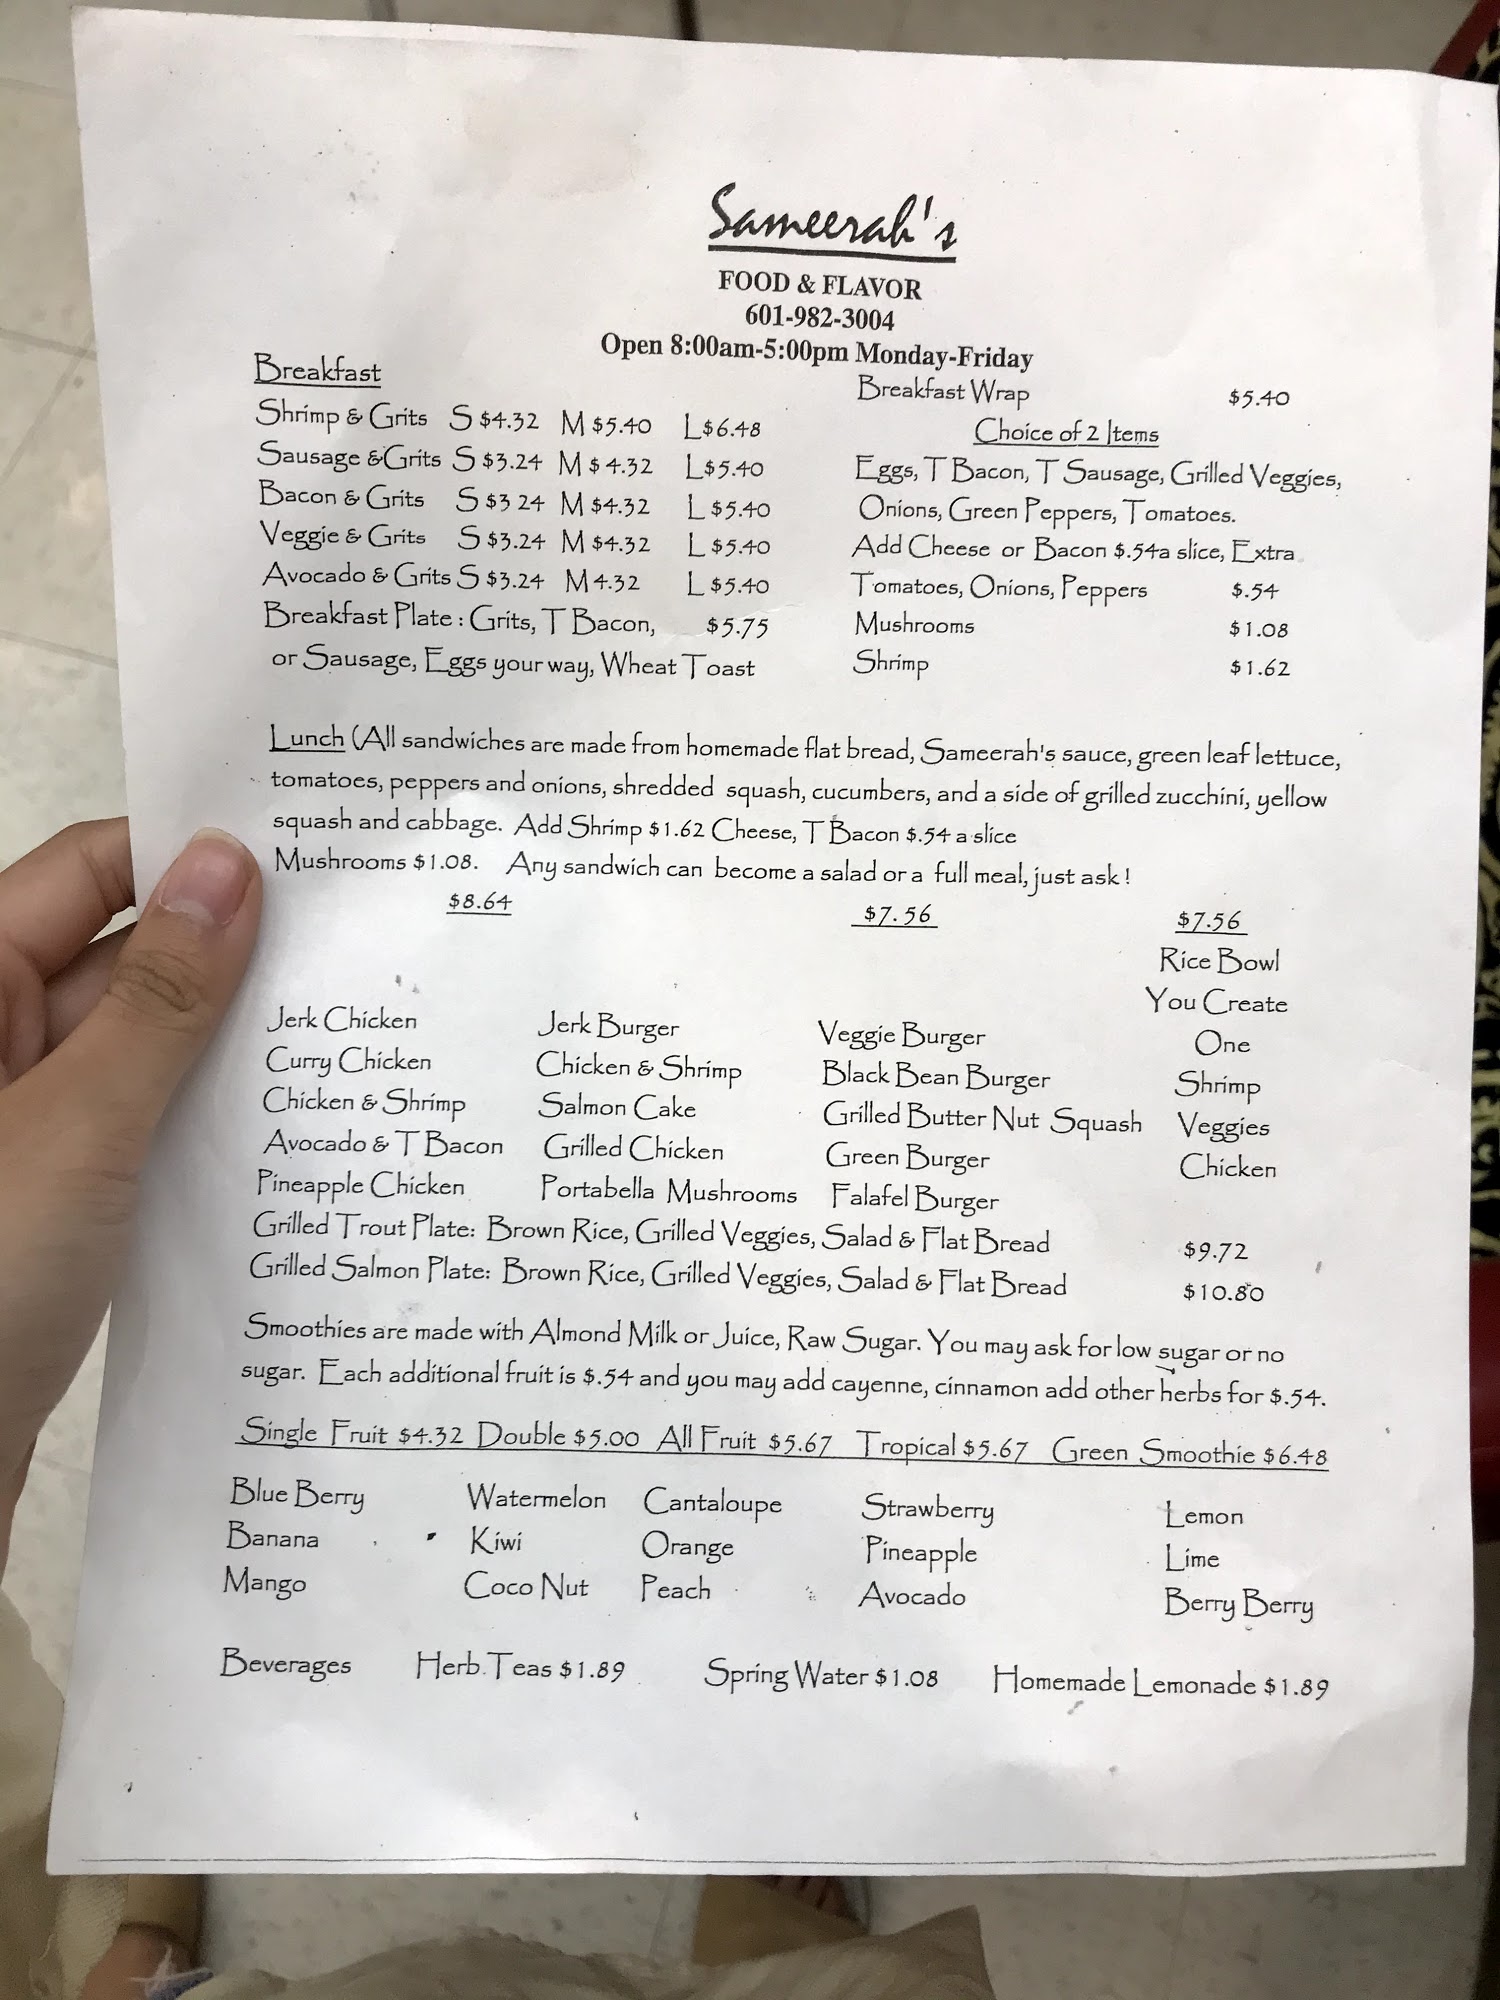 Sameerah's
FOOD & FLAVOR
601-982-3004
Open 8:00am-5:00pm Monday-Friday
Breakfast
Shrimp & Grits S $4.32 M $5.40 L$6.48
Sausage &Grits S $3.24 M $ 4.32 L$5.40
Bacon & Grits S $3 24 M $4.32 L $5.40
Veggie & Grits S $3.24 M $4.32 L $5.40
Avocado & Grits S $3.24 M 4.32 L $5.40
Breakfast Plate : Grits, T Bacon, $5.75
or Sausage, Eggs your way, Wheat Toast
Breakfast Wrap $5.40
Choice of 2 Items
Eggs, T Bacon, T Sausage, Grilled Veggies,
Onions, Green Peppers, Tomatoes.
Add Cheese or Bacon $.54a slice, Extra
Tomatoes, Onions, Peppers $.54
Mushrooms $1.08
Shrimp $1.62
Lunch (All sandwiches are made from homemade flat bread, Sameerah's sauce, green leaf lettuce,
tomatoes, peppers and onions, shredded squash, cucumbers, and a side of grilled zucchini, yellow
squash and cabbage. Add Shrimp $1.62 Cheese, T Bacon $.54 a slice
Mushrooms $1.08. Any sandwich can become a salad or a full meal, just ask !
$8.64 $7.56 $7.56
Rice Bowl
You Create
Jerk Chicken Jerk Burger Veggie Burger One
Curry Chicken Chicken & Shrimp Black Bean Burger Shrimp
Chicken & Shrimp Salmon Cake Grilled Butter Nut Squash Veggies
Avocado & T Bacon Grilled Chicken Green Burger Chicken
Pineapple Chicken Portabella Mushrooms Falafel Burger
Grilled Trout Plate: Brown Rice, Grilled Veggies, Salad & Flat Bread $9.72
Grilled Salmon Plate: Brown Rice, Grilled Veggies, Salad & Flat Bread $10.80
Smoothies are made with Almond Milk or Juice, Raw Sugar. You may ask for low sugar or no
sugar. Each additional fruit is $.54 and you may add cayenne, cinnamon add other herbs for $.54.
Single Fruit $4.32 Double $5.00 All Fruit $5.67 Tropical $5.67 Green Smoothie $6.48
Blue Berry Watermelon Cantaloupe Strawberry Lemon
Banana Kiwi Orange Pineapple Lime
Mango Coco Nut Peach Avocado Berry Berry
Beverages Herb Teas $1.89 Spring Water $1.08 Homemade Lemonade $1.89